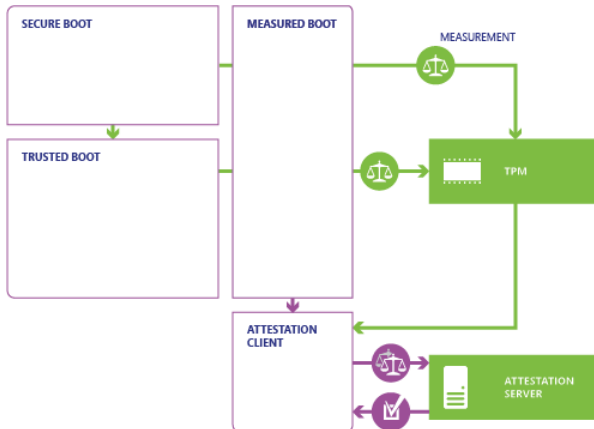 SECURE BOOT
MEASURED BOOT
MEASUREMENT
TRUSTED BOOT
TPM
ATTESTATION
CLIENT
ATTESTATION
SERVER